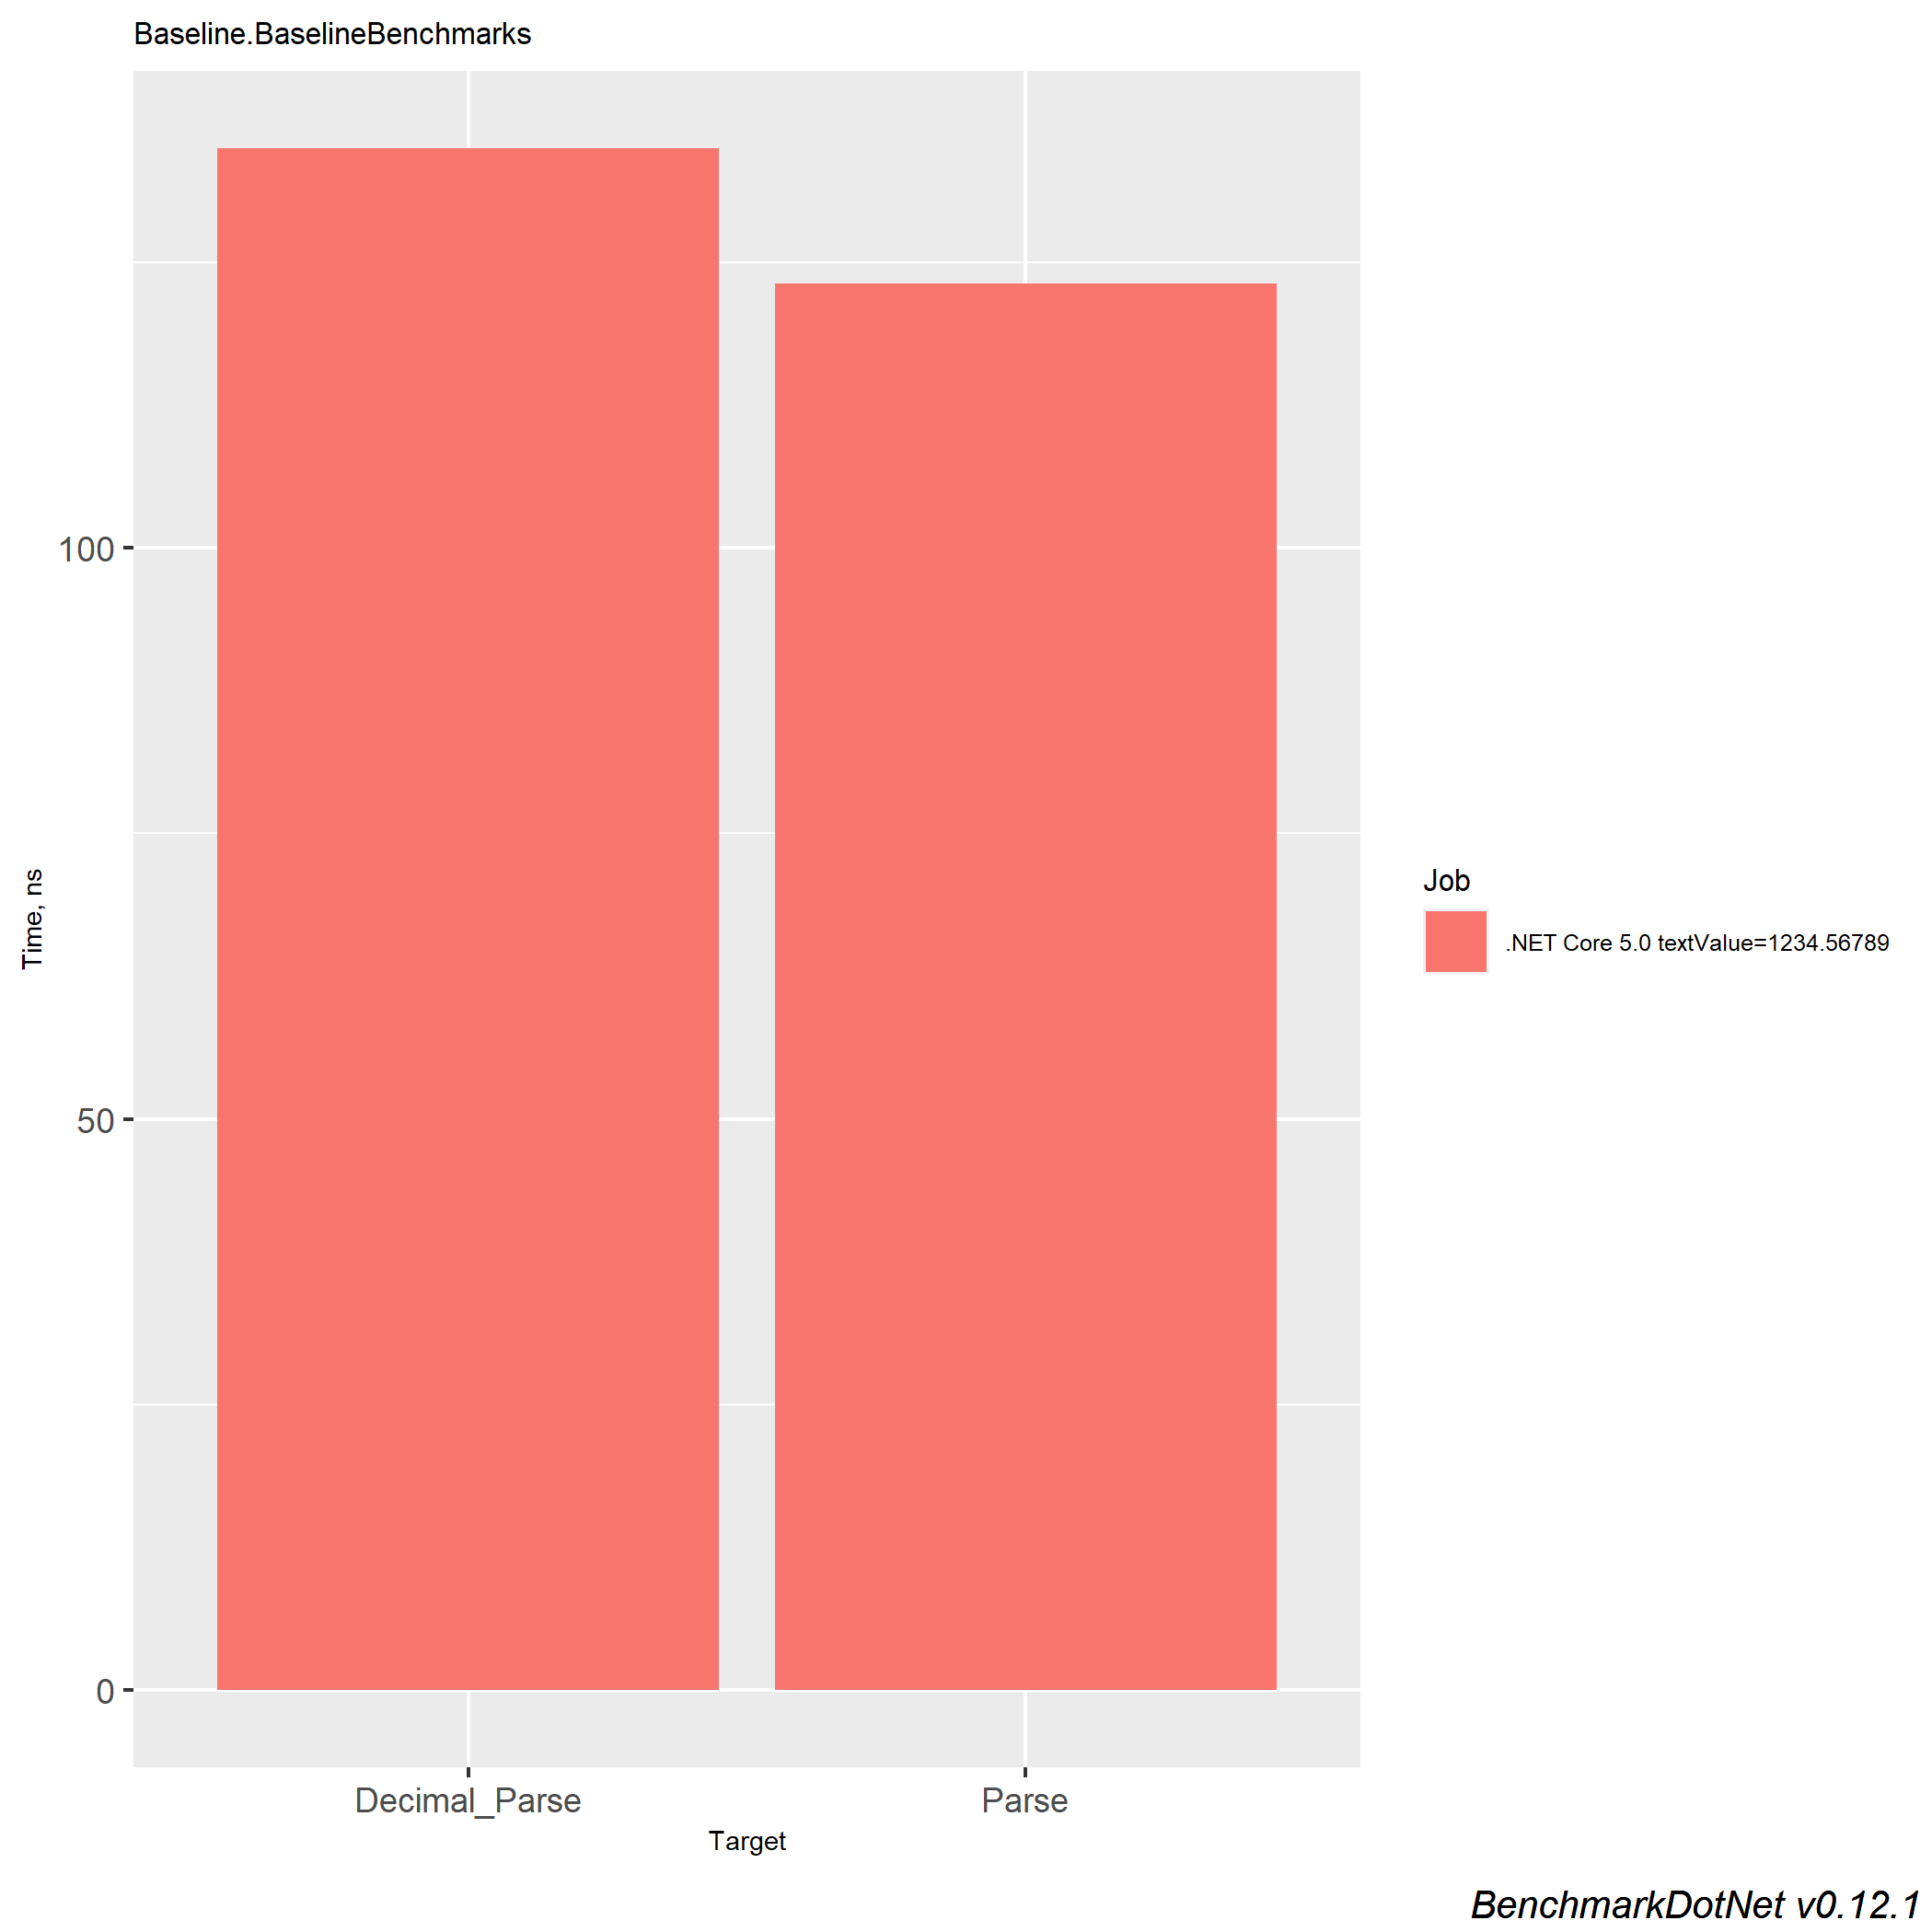 Baseline.BaselineBenchmarks
Time, ns
100
50
0
Decimal_Parse
Parse
Target
Job
.NET Core 5.0 textValue=1234.56789
BenchmarkDotNet v0.12.1